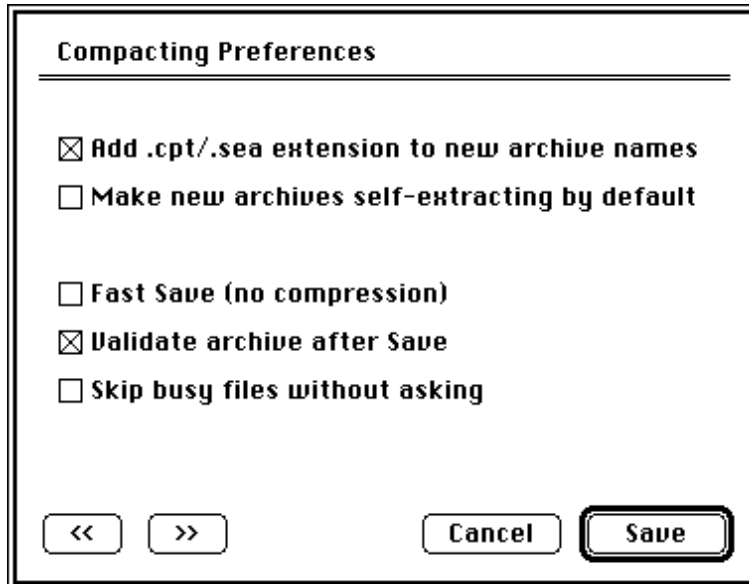 Compacting Preferences
Add .cpt/.sea extension to new archive names
Make new archives self-extracting by default
Fast Save (no compression)
Validate archive after Save
Skip busy files without asking
<< >> Cancel Save